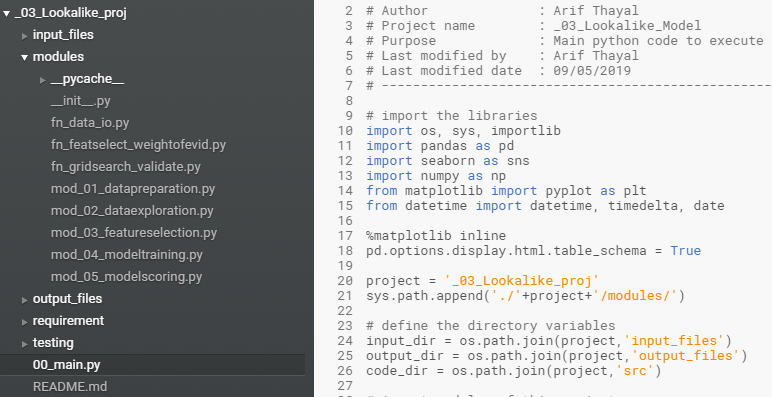 _03_Lookalike_proj
input_files
modules
__pycache__
__init__.py
fn_data_io.py
fn_featselect_weightofevid.py
fn_gridsearch_validate.py
mod_01_datapreparation.py
mod_02_dataexploration.py
mod_03_featureselection.py
mod_04_modeltraining.py
mod_05_modelscoring.py
output_files
requirement
testing
00_main.py
README.md
2 # Author : Arif Thayal
3 # Project name : _03_Lookalike_Model
4 # Purpose : Main python code to execute
5 # Last modified by : Arif Thayal
6 # Last modified date : 09/05/2019
7 # --------------------------------------------------
8
9 # import the libraries
10 import os, sys, importlib
11 import pandas as pd
12 import seaborn as sns
13 import numpy as np
14 from matplotlib import pyplot as plt
15 from datetime import datetime, timedelta, date
16
17 %matplotlib inline
18 pd.options.display.html.table_schema = True
19
20 project = '_03_Lookalike_proj'
21 sys.path.append('./'+project+'/modules/')
22
23 # define the directory variables
24 input_dir = os.path.join(project,'input_files')
25 output_dir = os.path.join(project,'output_files')
26 code_dir = os.path.join(project,'src')
27